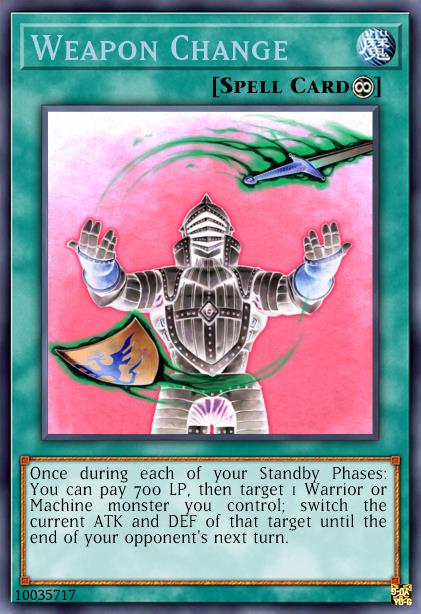 Weapon Change
[Spell Card]
Once during each of your Standby Phases:
You can pay 700 LP, then target 1 Warrior or
Machine monster you control; switch the
current ATK and DEF of that target until the
end of your opponent's next turn.
10035717